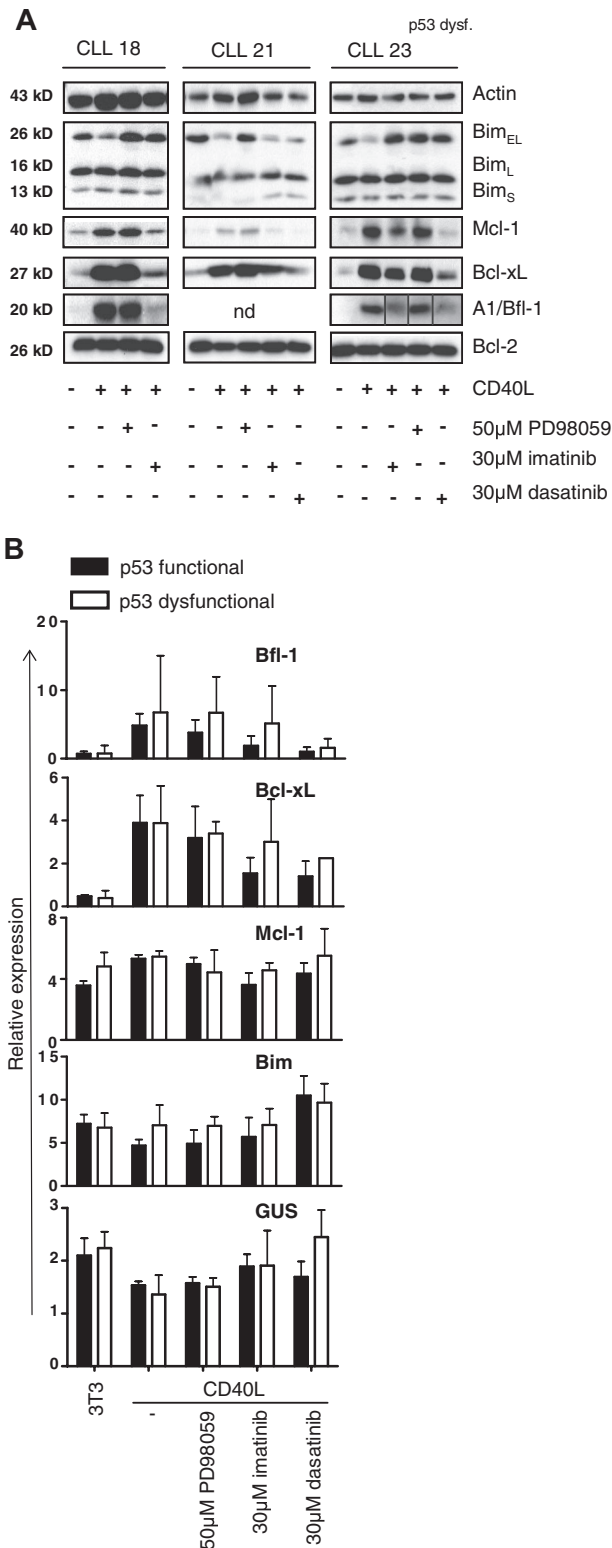 A
p53 dysf.
CLL 18 CLL 21 CLL 23
43 kD Actin
26 kD BimEL
16 kD BimL
13 kD BimS
40 kD Mcl-1
27 kD Bcl-xL
20 kD nd A1/Bfl-1
26 kD Bcl-2
- + + + - + + + + - + + + + CD40L
- - + - - - + - - - - - + - 50µM PD98059
- - - + - - - + - - - + - - 30µM imatinib
- - - - - - - - + - - - - + 30µM dasatinib
B
p53 functional
p53 dysfunctional
Relative expression
20
10
0
Bfl-1
6
4
2
0
Bcl-xL
8
4
0
Mcl-1
15
10
5
0
Bim
3
2
1
0
GUS
3T3
CD40L
-
50µM PD98059
30µM imatinib
30µM dasatinib